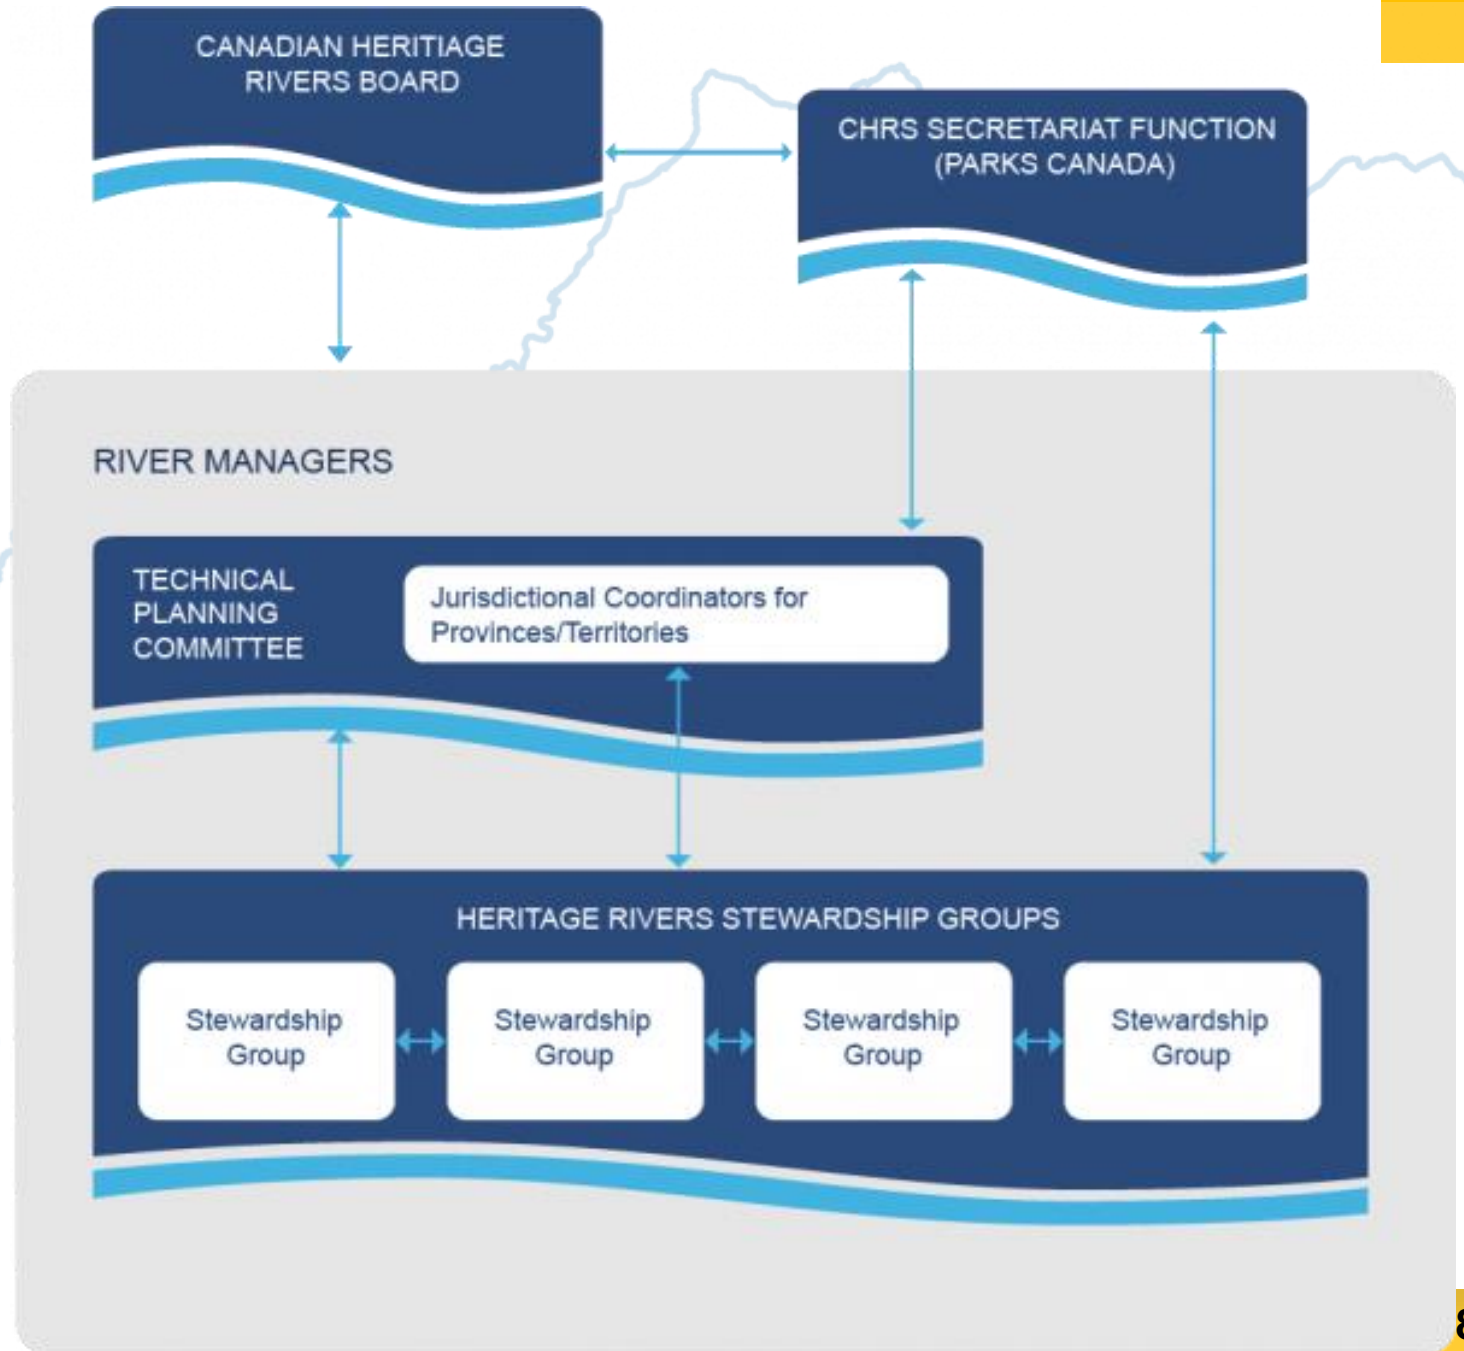 CANADIAN HERITIAGE
RIVERS BOARD
CHRS SECRETARIAT FUNCTION
(PARKS CANADA)
RIVER MANAGERS
TECHNICAL
PLANNING
COMMITTEE
Jurisdictional Coordinators for
Provinces/Territories
HERITAGE RIVERS STEWARDSHIP GROUPS
Stewardship
Group
Stewardship
Group
Stewardship
Group
Stewardship
Group